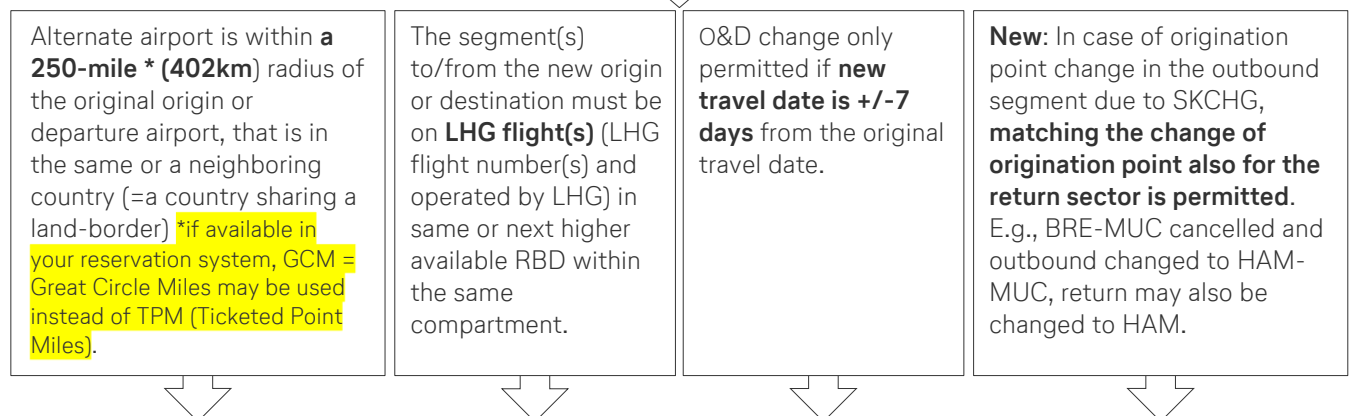 Alternate airport is within a
250-mile * (402km) radius of
the original origin or
departure airport, that is in
the same or a neighboring
country (=a country sharing a
land-border) *if available in
your reservation system, GCM =
Great Circle Miles may be used
instead of TPM (Ticketed Point
Miles).
The segment(s)
to/from the new origin
or destination must be
on LHG flight(s) (LHG
flight number(s) and
operated by LHG) in
same or next higher
available RBD within
the same
compartment.
O&D change only
permitted if new
travel date is +/-7
days from the original
travel date.
New: In case of origination
point change in the outbound
segment due to SKCHG,
matching the change of
origination point also for the
return sector is permitted.
E.g., BRE-MUC cancelled and
outbound changed to HAM-
MUC, return may also be
changed to HAM.